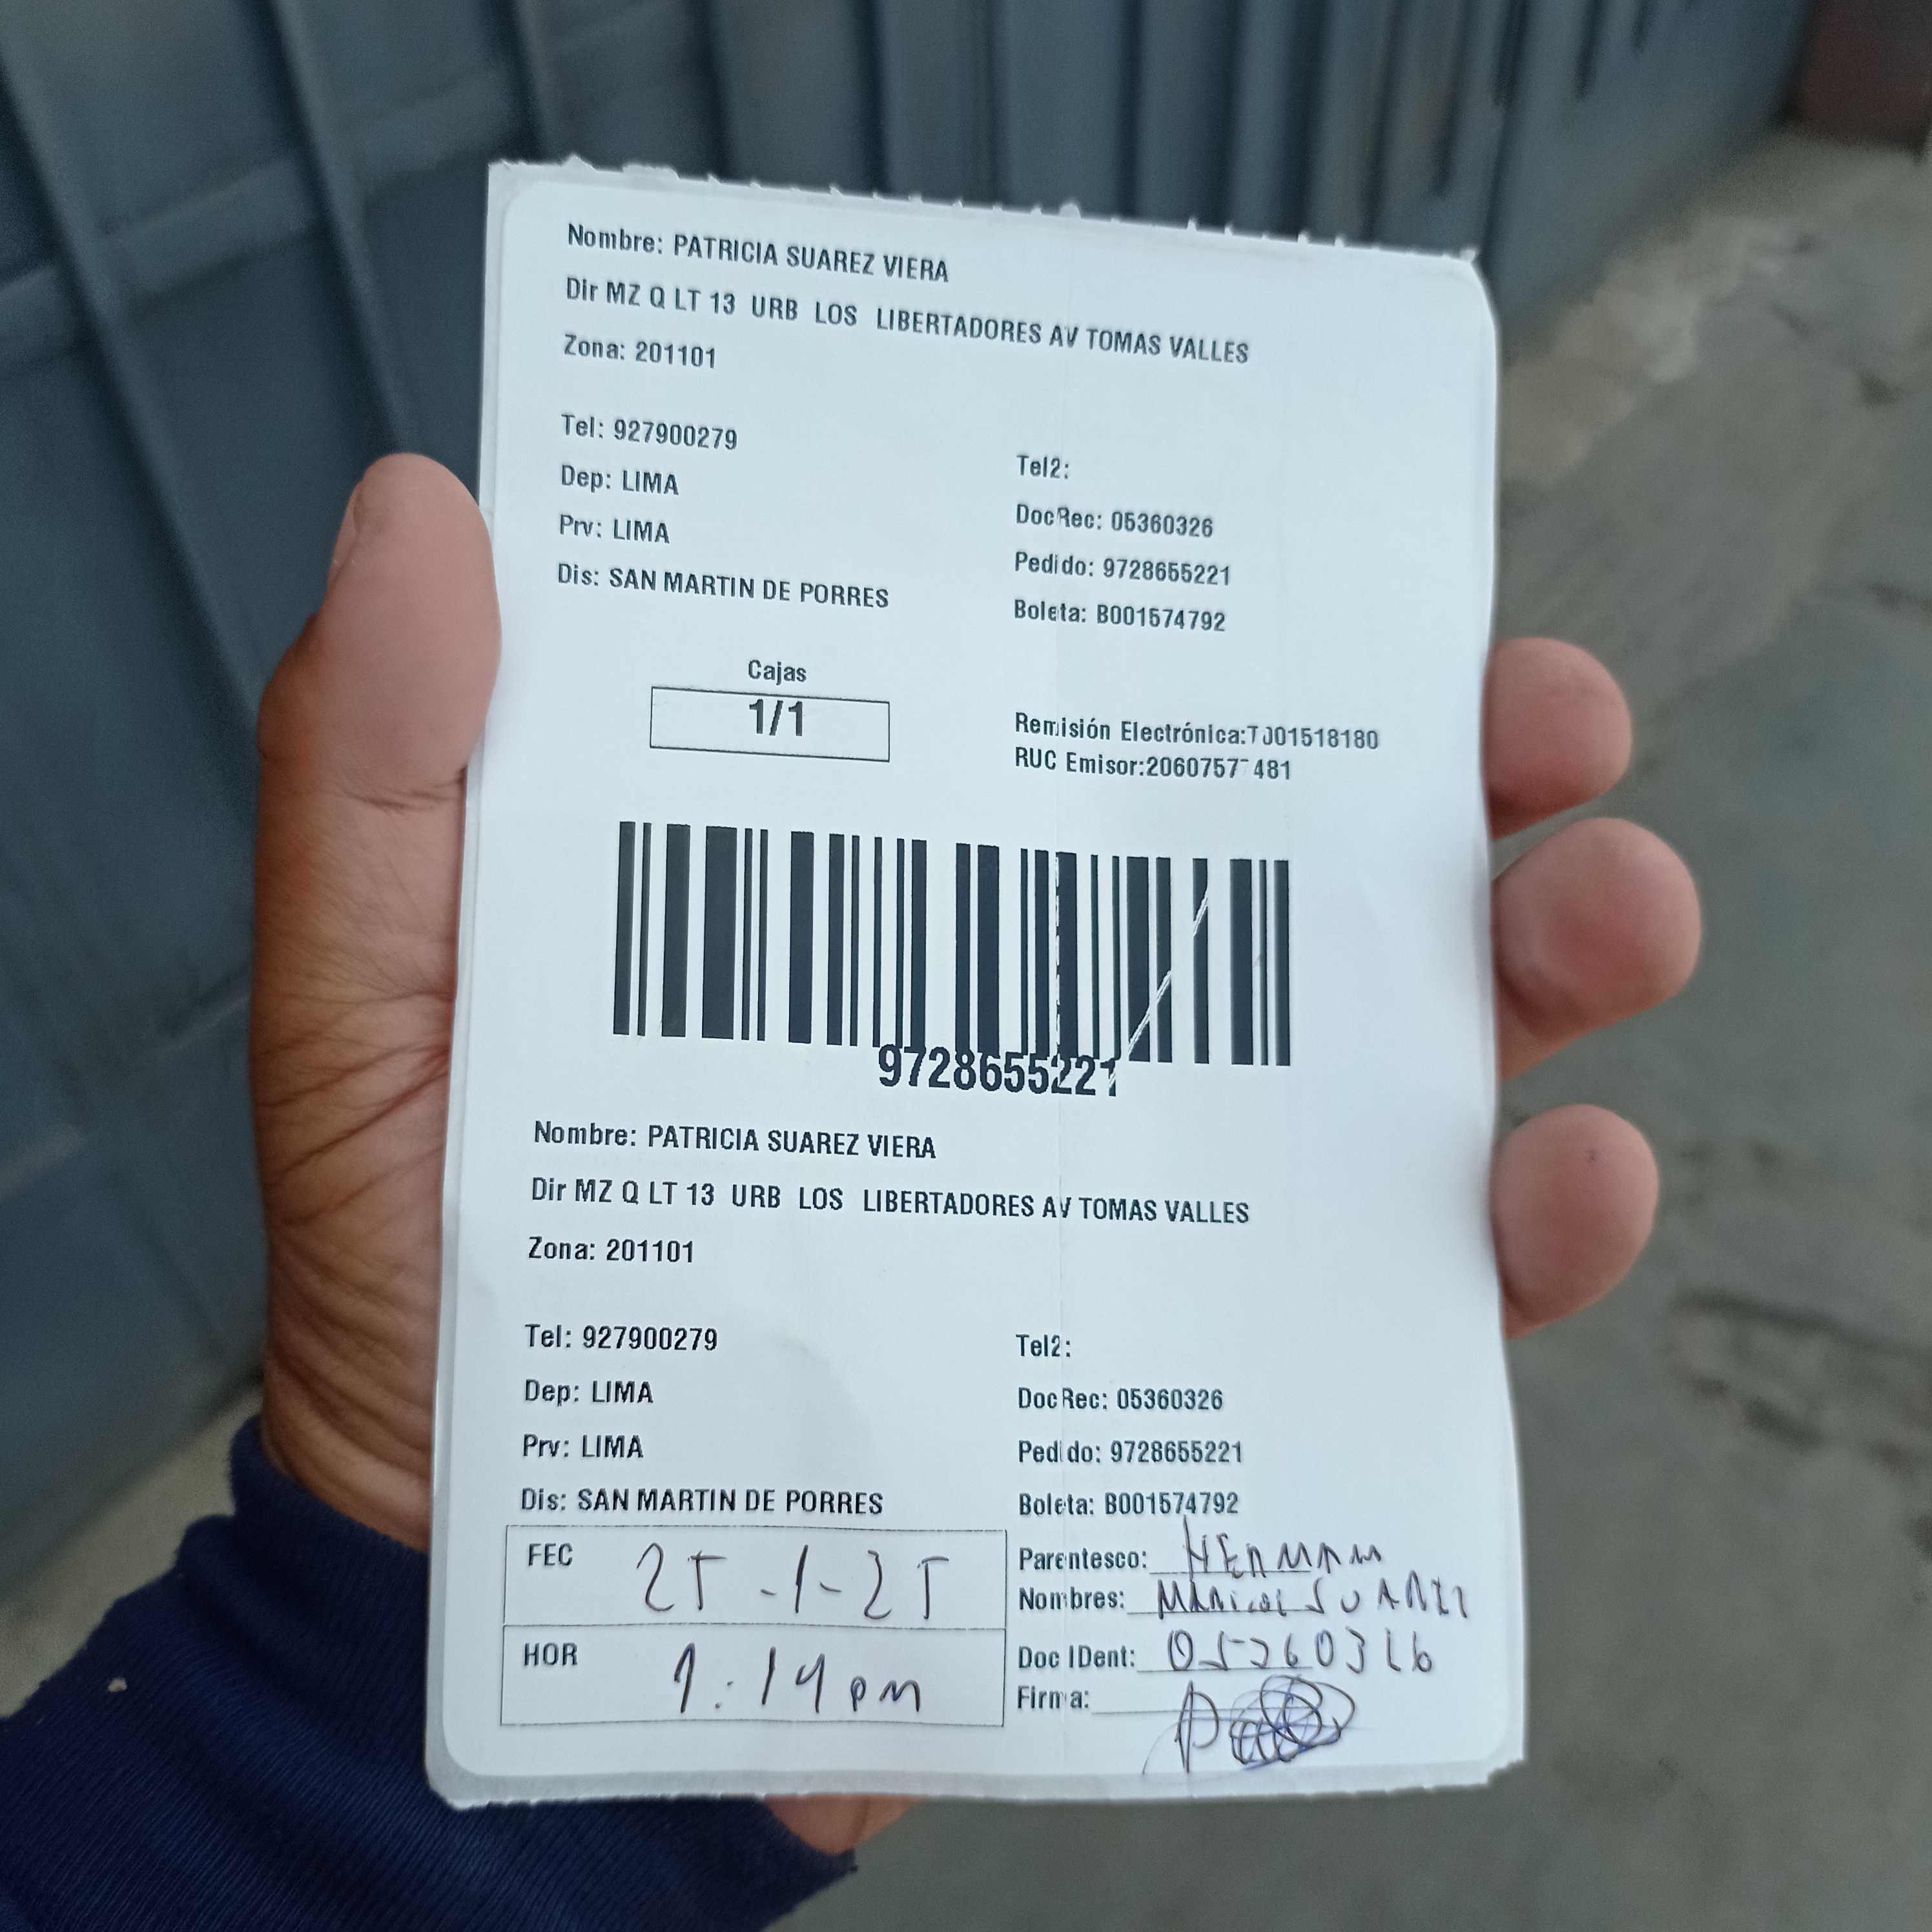 Nombre: PATRICIA SUAREZ VIERA
Dir MZ Q LT 13 URB LOS LIBERTADORES AV TOMAS VALLES
Zona: 201101
Tel: 927900279
Tel2:
Dep: LIMA
DocRec: 05360326
Prv: LIMA
Pedido: 9728655221
Dis: SAN MARTIN DE PORRES
Boleta: B001574792
Cajas
1/1
Remisión Electrónica:T001518180
RUC Emisor:
9728655221
Nombre: PATRICIA SUAREZ VIERA
Dir MZ Q LT 13 URB LOS LIBERTADORES AV TOMAS VALLES
Zona: 201101
Tel: 927900279
Tel2:
Dep: LIMA
DocRec: 05360326
Prv: LIMA
Pedido: 9728655221
Dis: SAN MARTIN DE PORRES
Boleta: B001574792
FEC 25-1-25
Parentesco:
Nombres: SUAREZ
HOR 1:14pm
Doc IDent:
Firma: